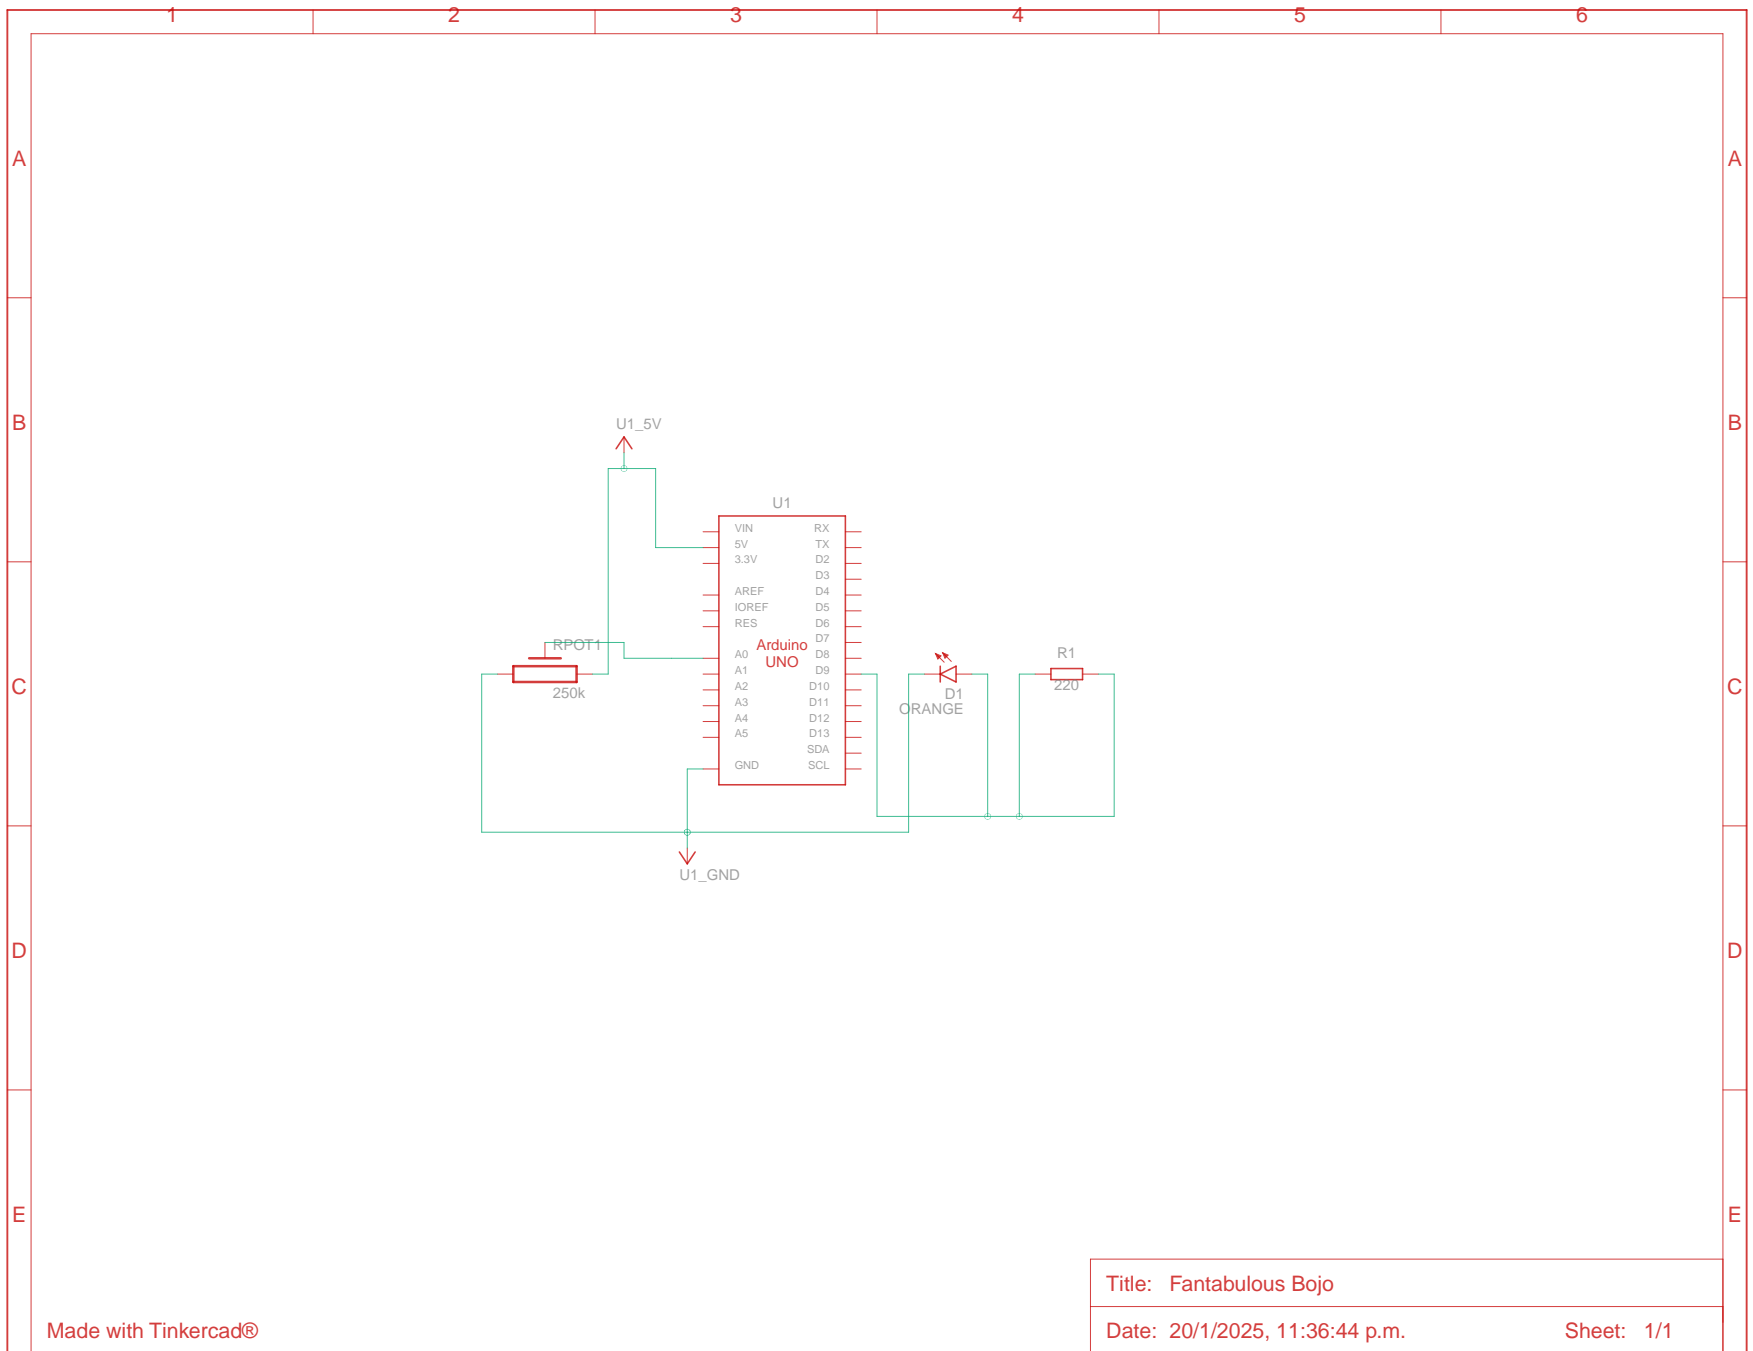 1 2 3 4 5 6
A A
B B
U1_5V
U1
VIN RX
5V TX
3.3V D2
D3
AREF D4
IOREF D5
RES D6
D7
RPOT1
Arduino
UNO
A0 D8
A1 D9
A2 D10
A3 D11
A4 D12
A5 D13
SDA
GND SCL
250k
D1
ORANGE
R1
220
C C
U1_GND
D D
E E
Title: Fantabulous Bojo
Made with Tinkercad®
Date: 20/1/2025, 11:36:44 p.m. Sheet: 1/1